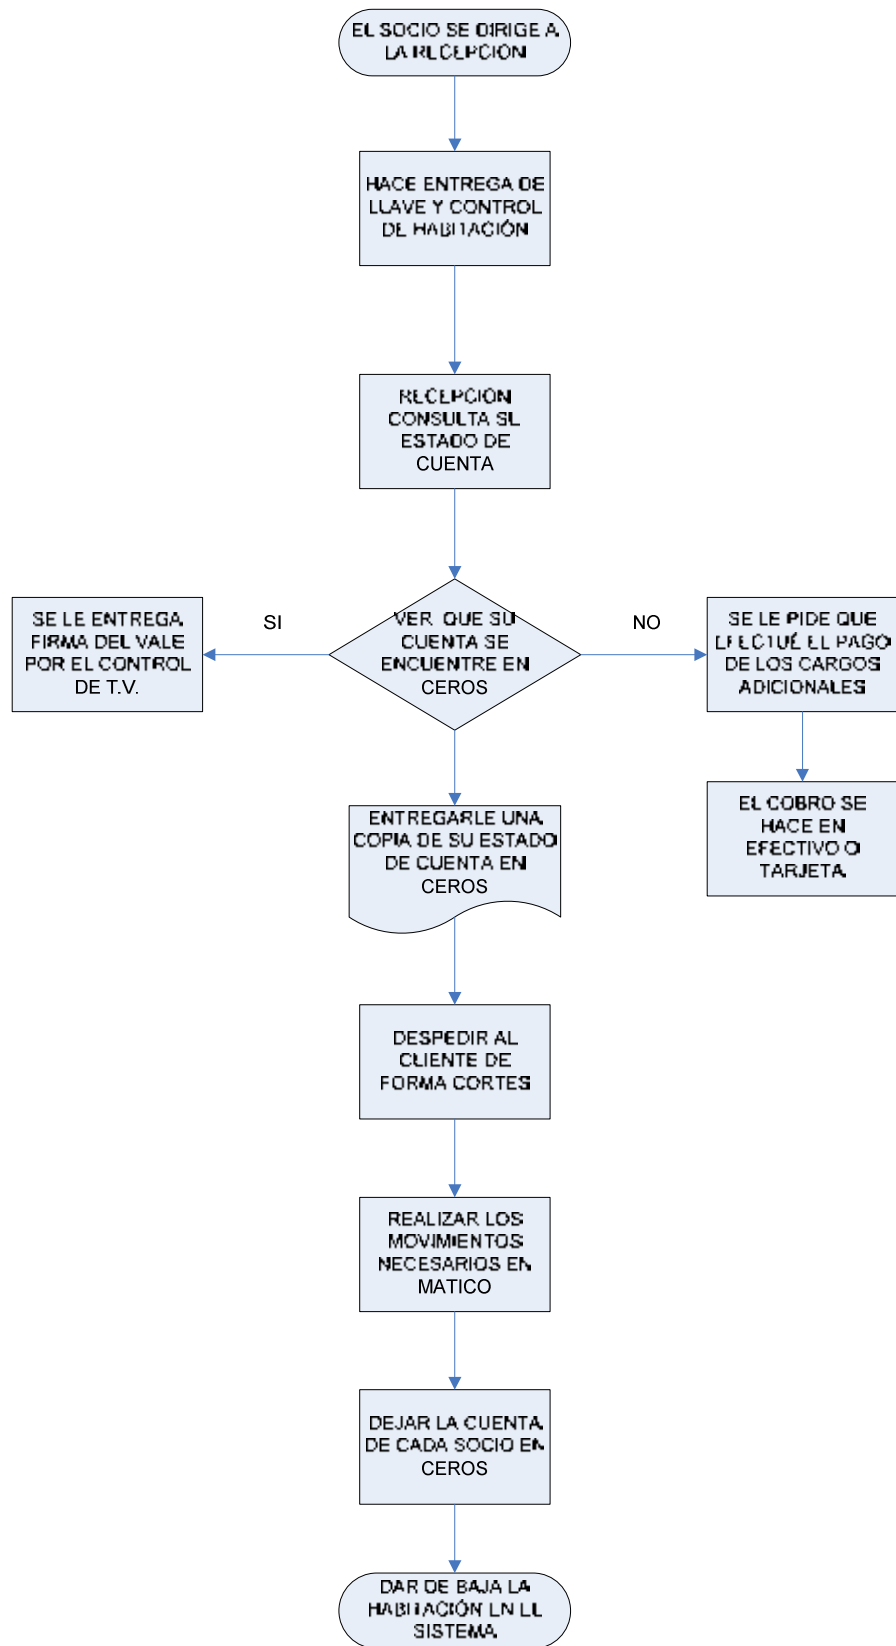 EL SOCIO SE DIRIGE A
LA RECEPCION
HACE ENTREGA DE
LLAVE Y CONTROL
DE HABITACIÓN
RECEPCION
CONSULTA SU
ESTADO DE
CUENTA
VER QUE SU
CUENTA SE
ENCUENTRE EN
CEROS
SI
NO
SE LE ENTREGA
FIRMA DEL VALE
POR EL CONTROL
DE T.V.
SE LE PIDE QUE
EFECTUÉ EL PAGO
DE LOS CARGOS
ADICIONALES
EL COBRO SE
HACE EN
EFECTIVO O
TARJETA
ENTREGARLE UNA
COPIA DE SU ESTADO
DE CUENTA EN
CEROS
DESPEDIR AL
CLIENTE DE
FORMA CORTES
REALIZAR LOS
MOVIMIENTOS
NECESARIOS EN
MATICO
DEJAR LA CUENTA
DE CADA SOCIO EN
CEROS
DAR DE BAJA LA
HABITACIÓN EN EL
SISTEMA